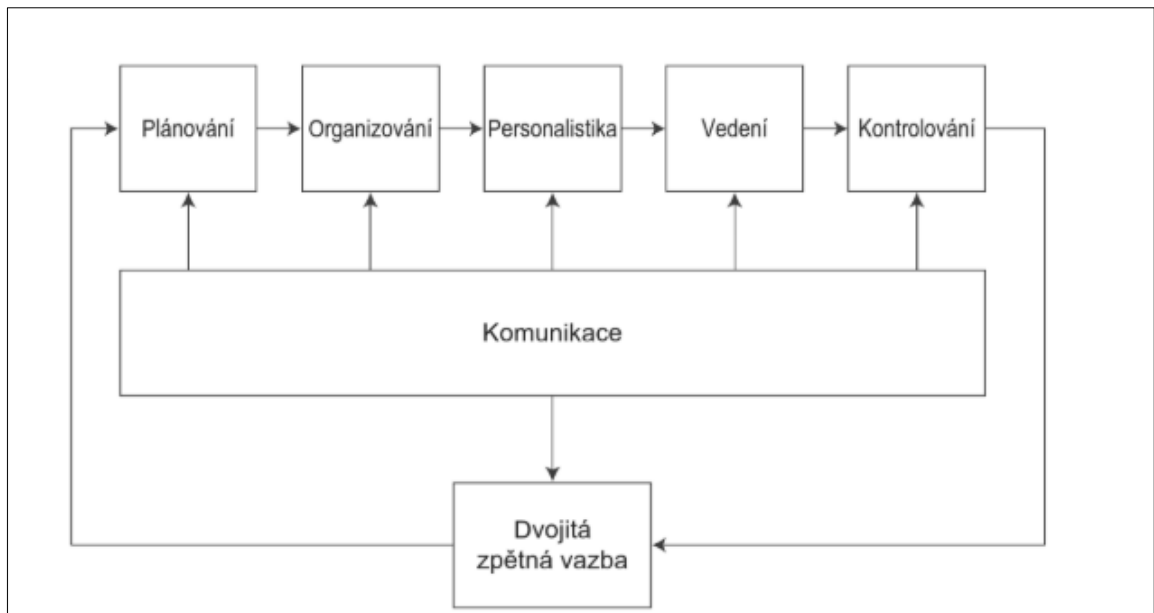 Plánování
Organizování
Personalistika
Vedení
Kontrolování
Komunikace
Dvojitá
zpětná vazba